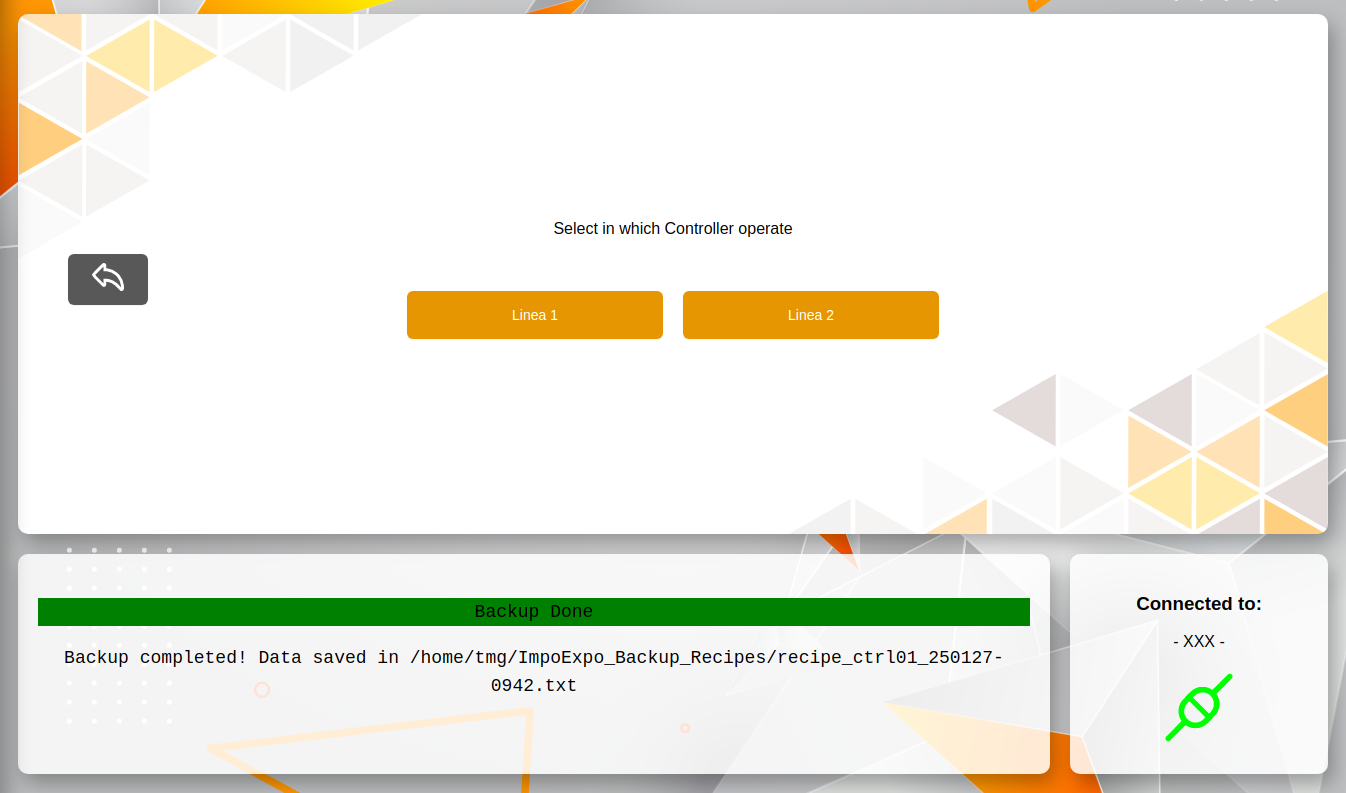 Select in which Controller operate
Linea 1
Linea 2
Backup Done
Backup completed! Data saved in /home/tmg/ImpoExpo_Backup_Recipes/recipe_ctrl01_250127-
0942.txt
Connected to:
- XXX -